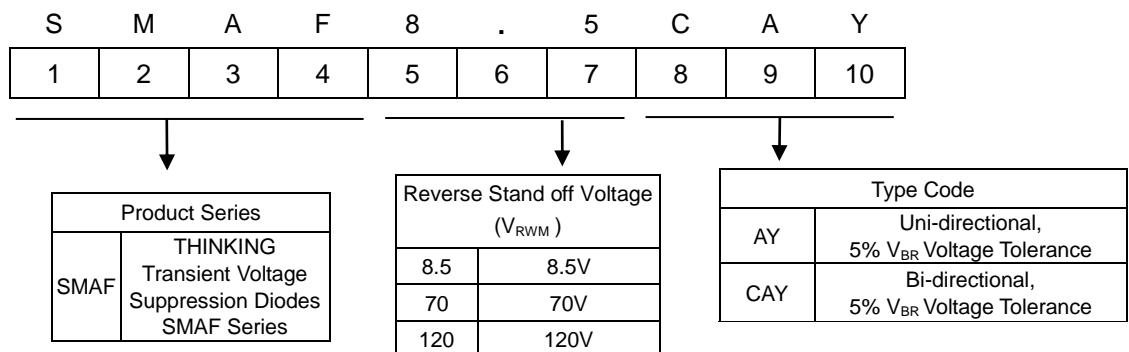 S M A F 8 . 5 C A Y
1 2 3 4 5 6 7 8 9 10
Product Series
SMAF
THINKING
Transient Voltage
Suppression Diodes
SMAF Series
Reverse Stand off Voltage
(VRWM )
8.5 8.5V
70 70V
120 120V
Type Code
AY
Uni-directional,
5% VBR Voltage Tolerance
CAY
Bi-directional,
5% VBR Voltage Tolerance